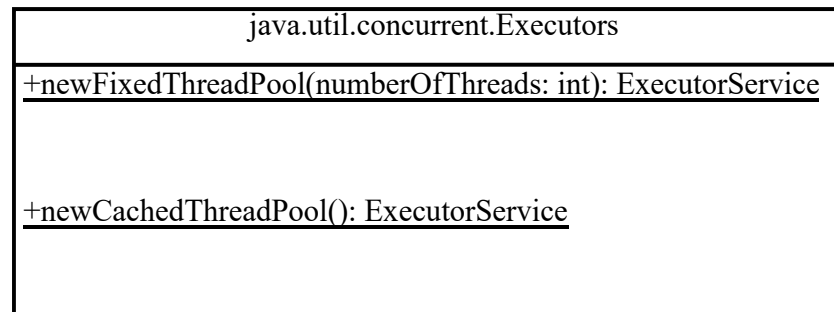 java.util.concurrent.Executors
+newFixedThreadPool(numberOfThreads: int): ExecutorService
+newCachedThreadPool(): ExecutorService